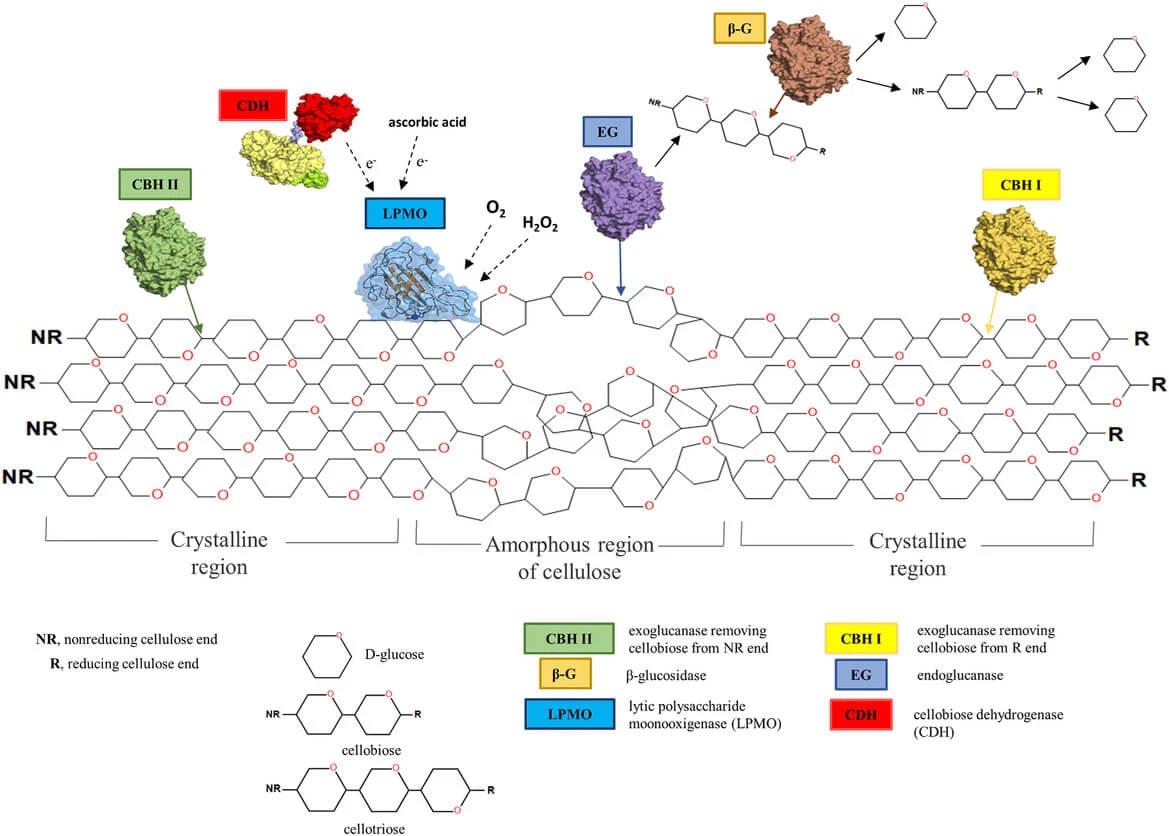 β-G
CDH
ascorbic acid
e-
e-
NR
R
NR
R
EG
CBH II
CBH I
LPMO
O2
H2O2
NR
R
NR
R
NR
R
NR
R
Crystalline
region
Amorphous region
of cellulose
Crystalline
region
NR, nonreducing cellulose end
R, reducing cellulose end
D-glucose
NR
R
cellobiose
NR
R
cellotriose
CBH II
exoglucanase removing
cellobiose from NR end
β-G
β-glucosidase
LPMO
lytic polysaccharide
moonooxigenase (LPMO)
CBH I
exoglucanase removing
cellobiose from R end
EG
endoglucanase
CDH
cellobiose dehydrogenase
(CDH)